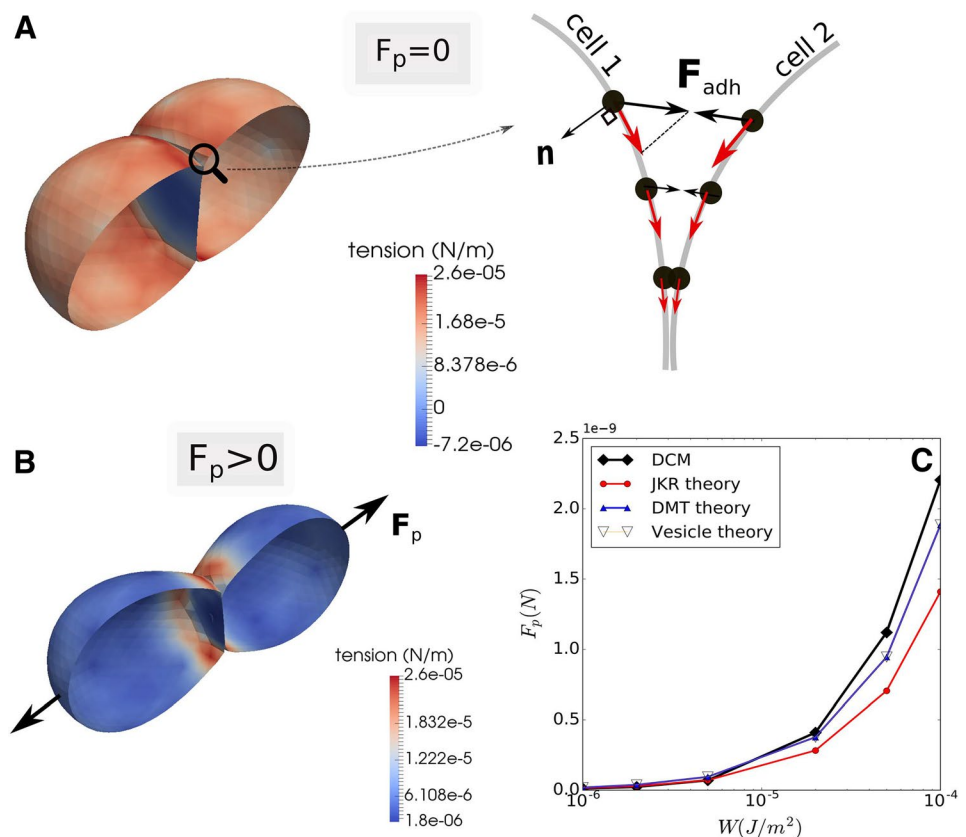 A
Fp=0
cell 1
cell 2
Fadh
n
tension (N/m)
2.6e-05
1.68e-5
8.378e-6
0
-7.2e-06
B
Fp>0
Fp
tension (N/m)
2.6e-05
1.832e-5
1.222e-5
6.108e-6
1.8e-06
C
1e-9
2.5
2.0
1.5
1.0
0.5
0.0
Fp(N)
DCM
JKR theory
DMT theory
Vesicle theory
10^-6
10^-5
10^-4
W(J/m²)